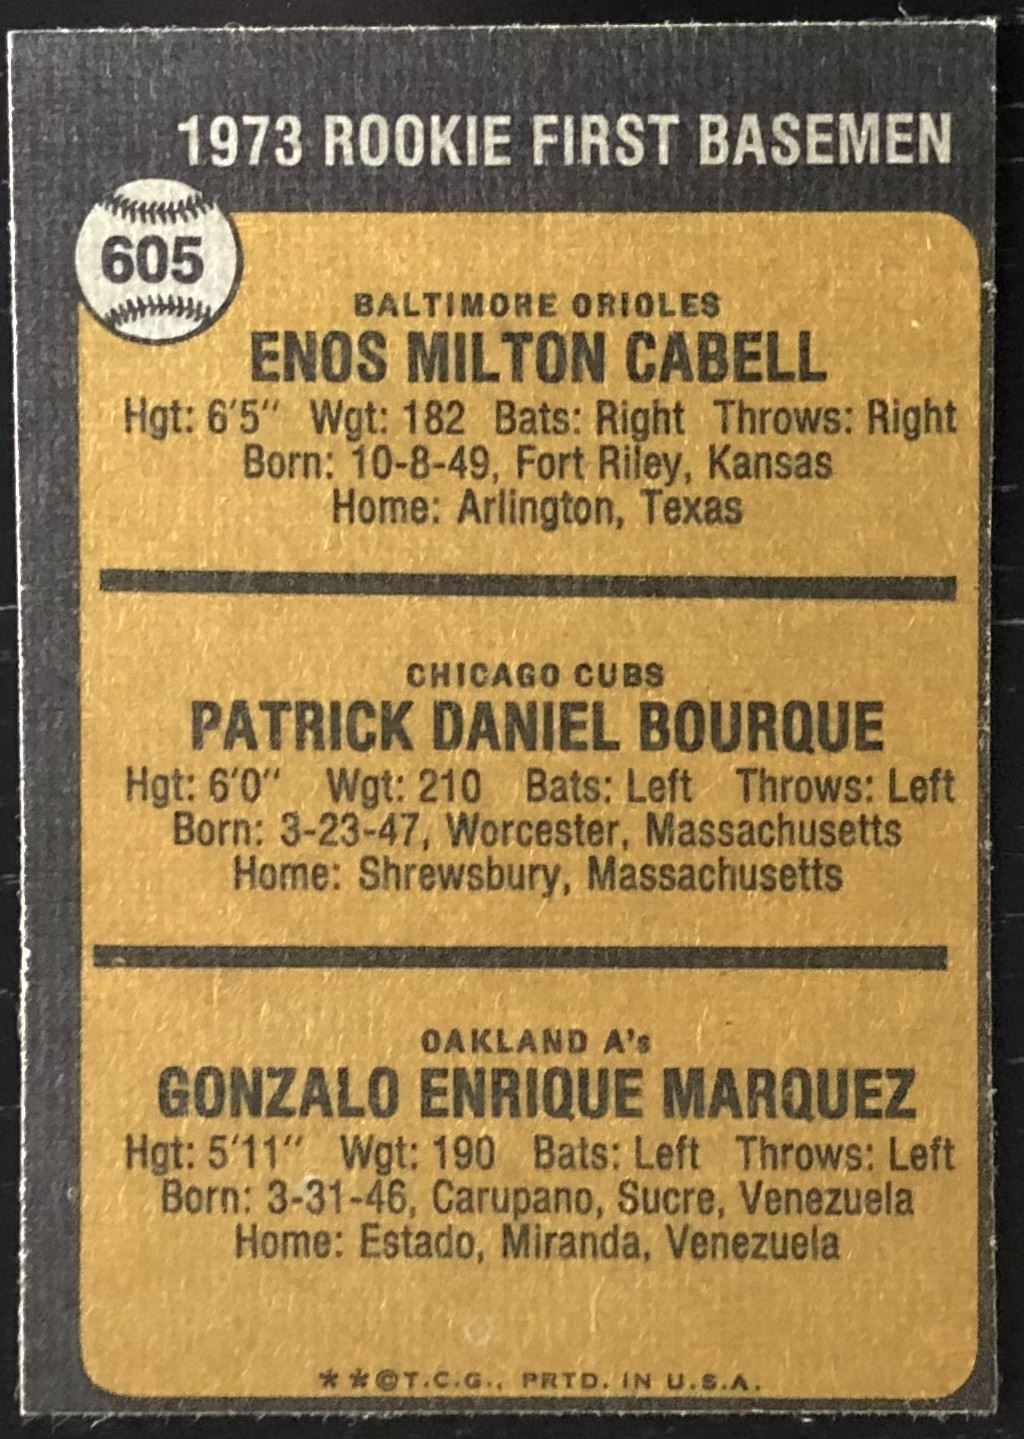 1973 ROOKIE FIRST BASEMEN
605
BALTIMORE ORIOLES
ENOS MILTON CABELL
Hgt: 6'5" Wgt: 182 Bats: Right Throws: Right
Born: 10-8-49, Fort Riley, Kansas
Home: Arlington, Texas
CHICAGO CUBS
PATRICK DANIEL BOURQUE
Hgt: 6'0" Wgt: 210 Bats: Left Throws: Left
Born: 3-23-47, Worcester, Massachusetts
Home: Shrewsbury, Massachusetts
OAKLAND A's
GONZALO ENRIQUE MARQUEZ
Hgt: 5'11" Wgt: 190 Bats: Left Throws: Left
Born: 3-31-46, Carupano, Sucre, Venezuela
Home: Estado, Miranda, Venezuela
**©T.C.G., PRTD. IN U.S.A.